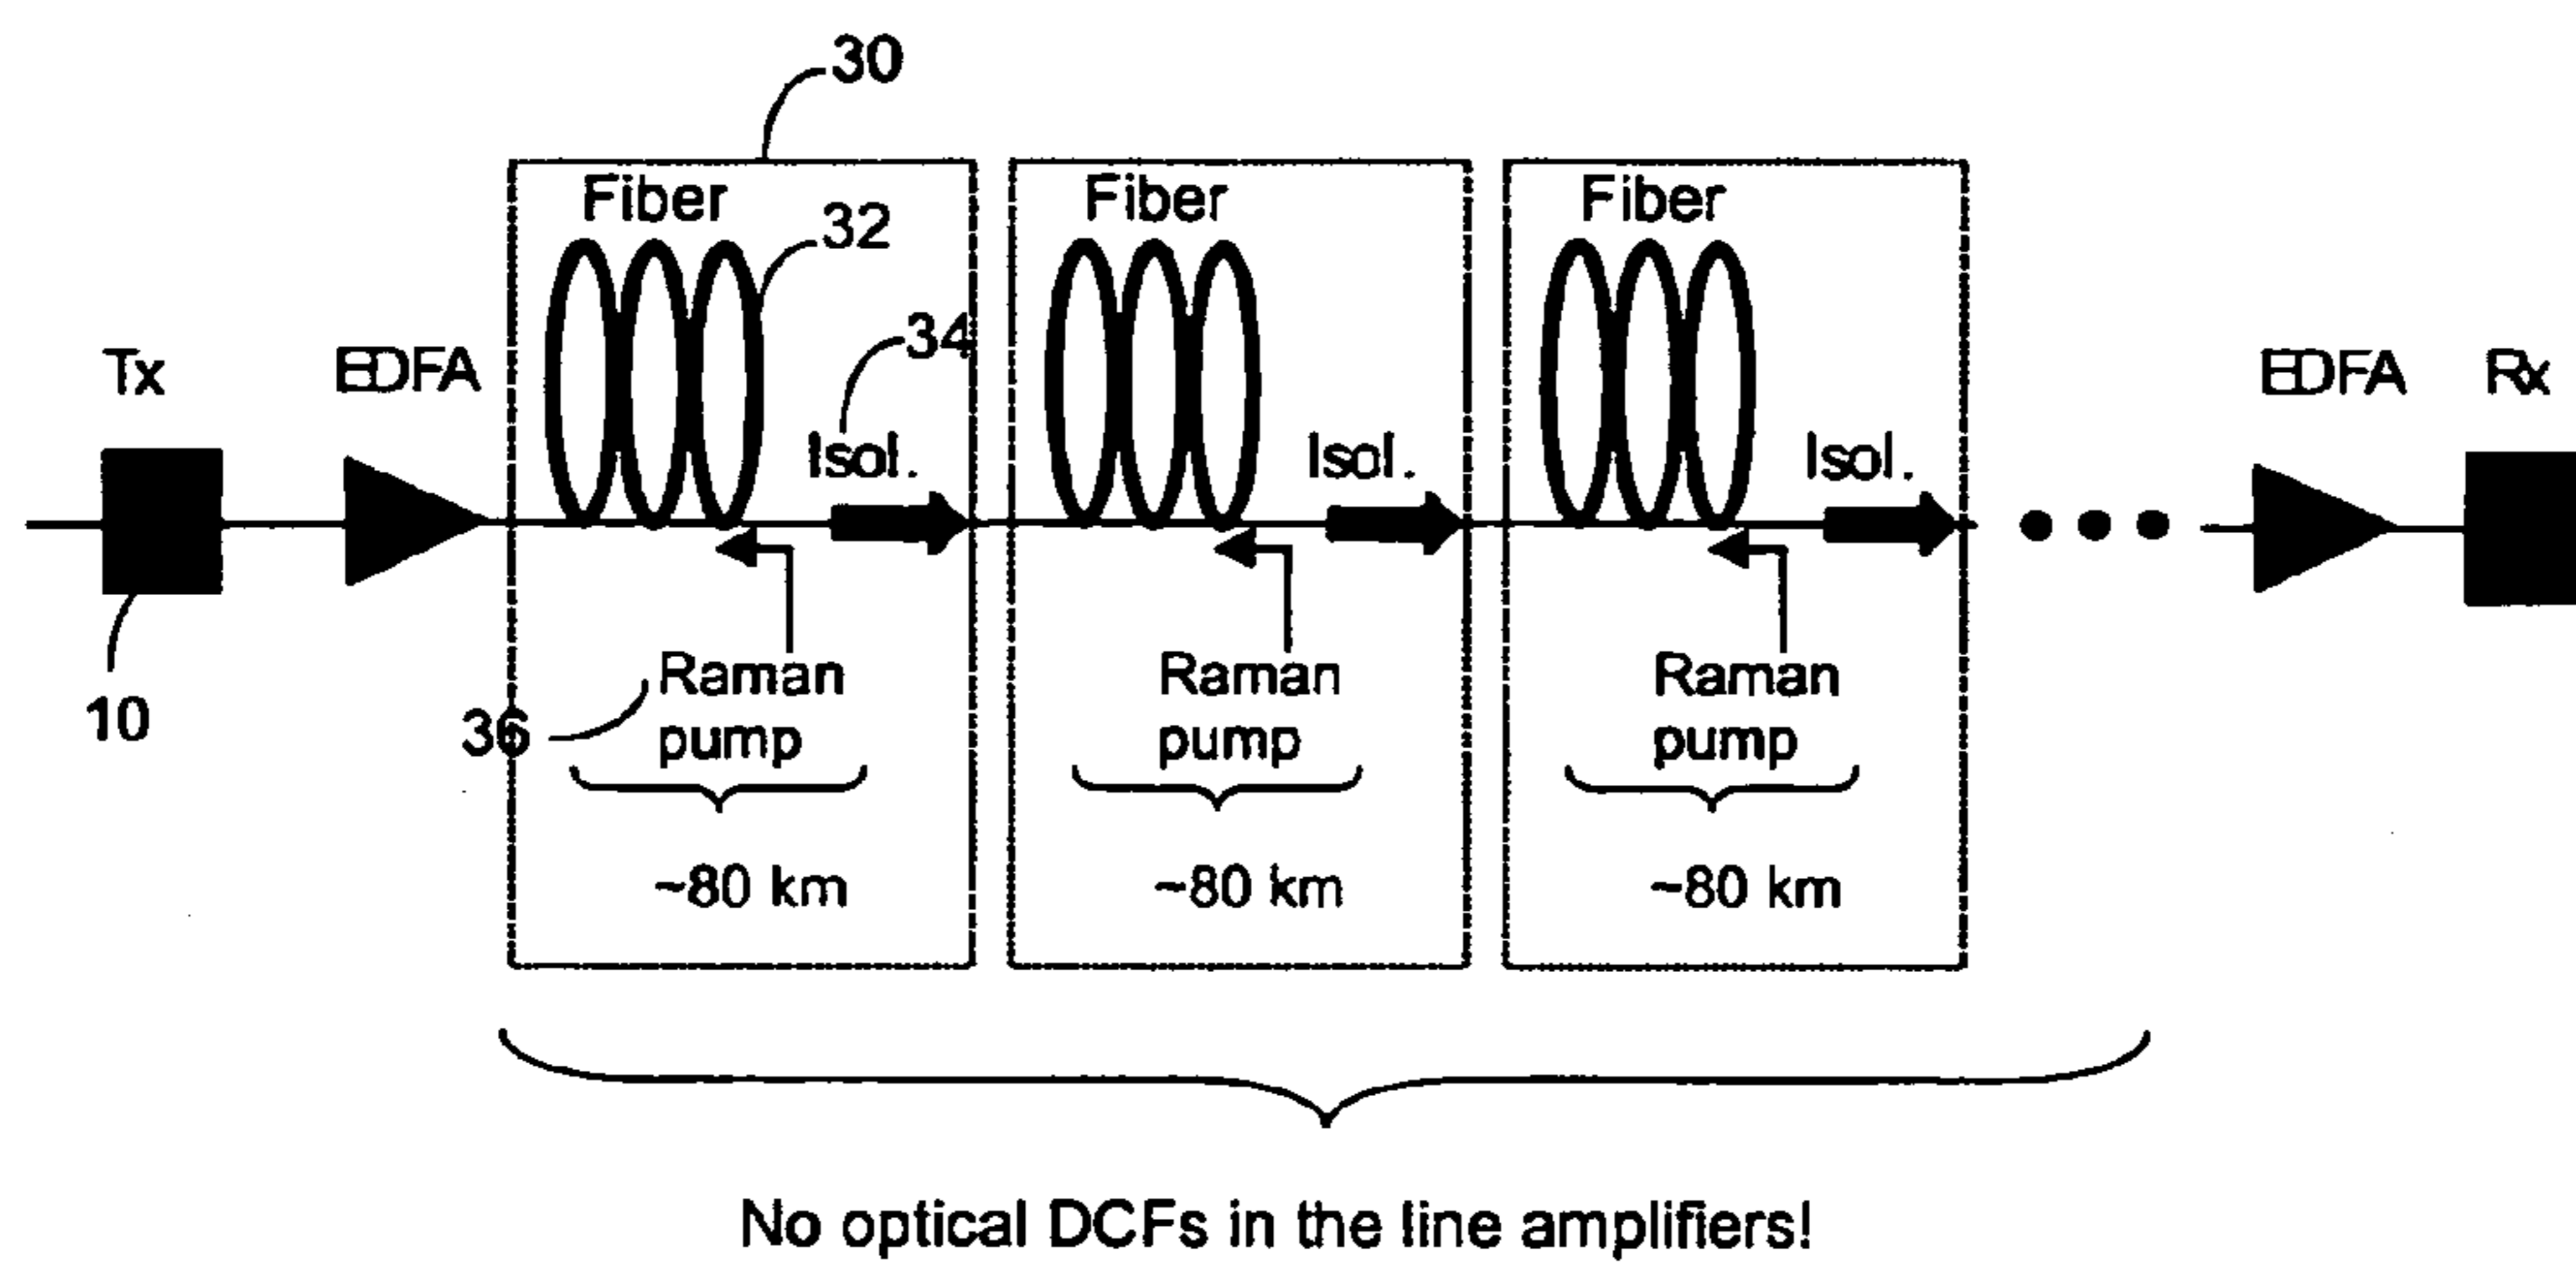 30
Fiber
Fiber
Fiber
32
34
Tx
EDFA
EDFA
Rx
Isol.
Isol.
Isol.
10
36
Raman
pump
Raman
pump
Raman
pump
~80 km
~80 km
~80 km
No optical DCFs in the line amplifiers!